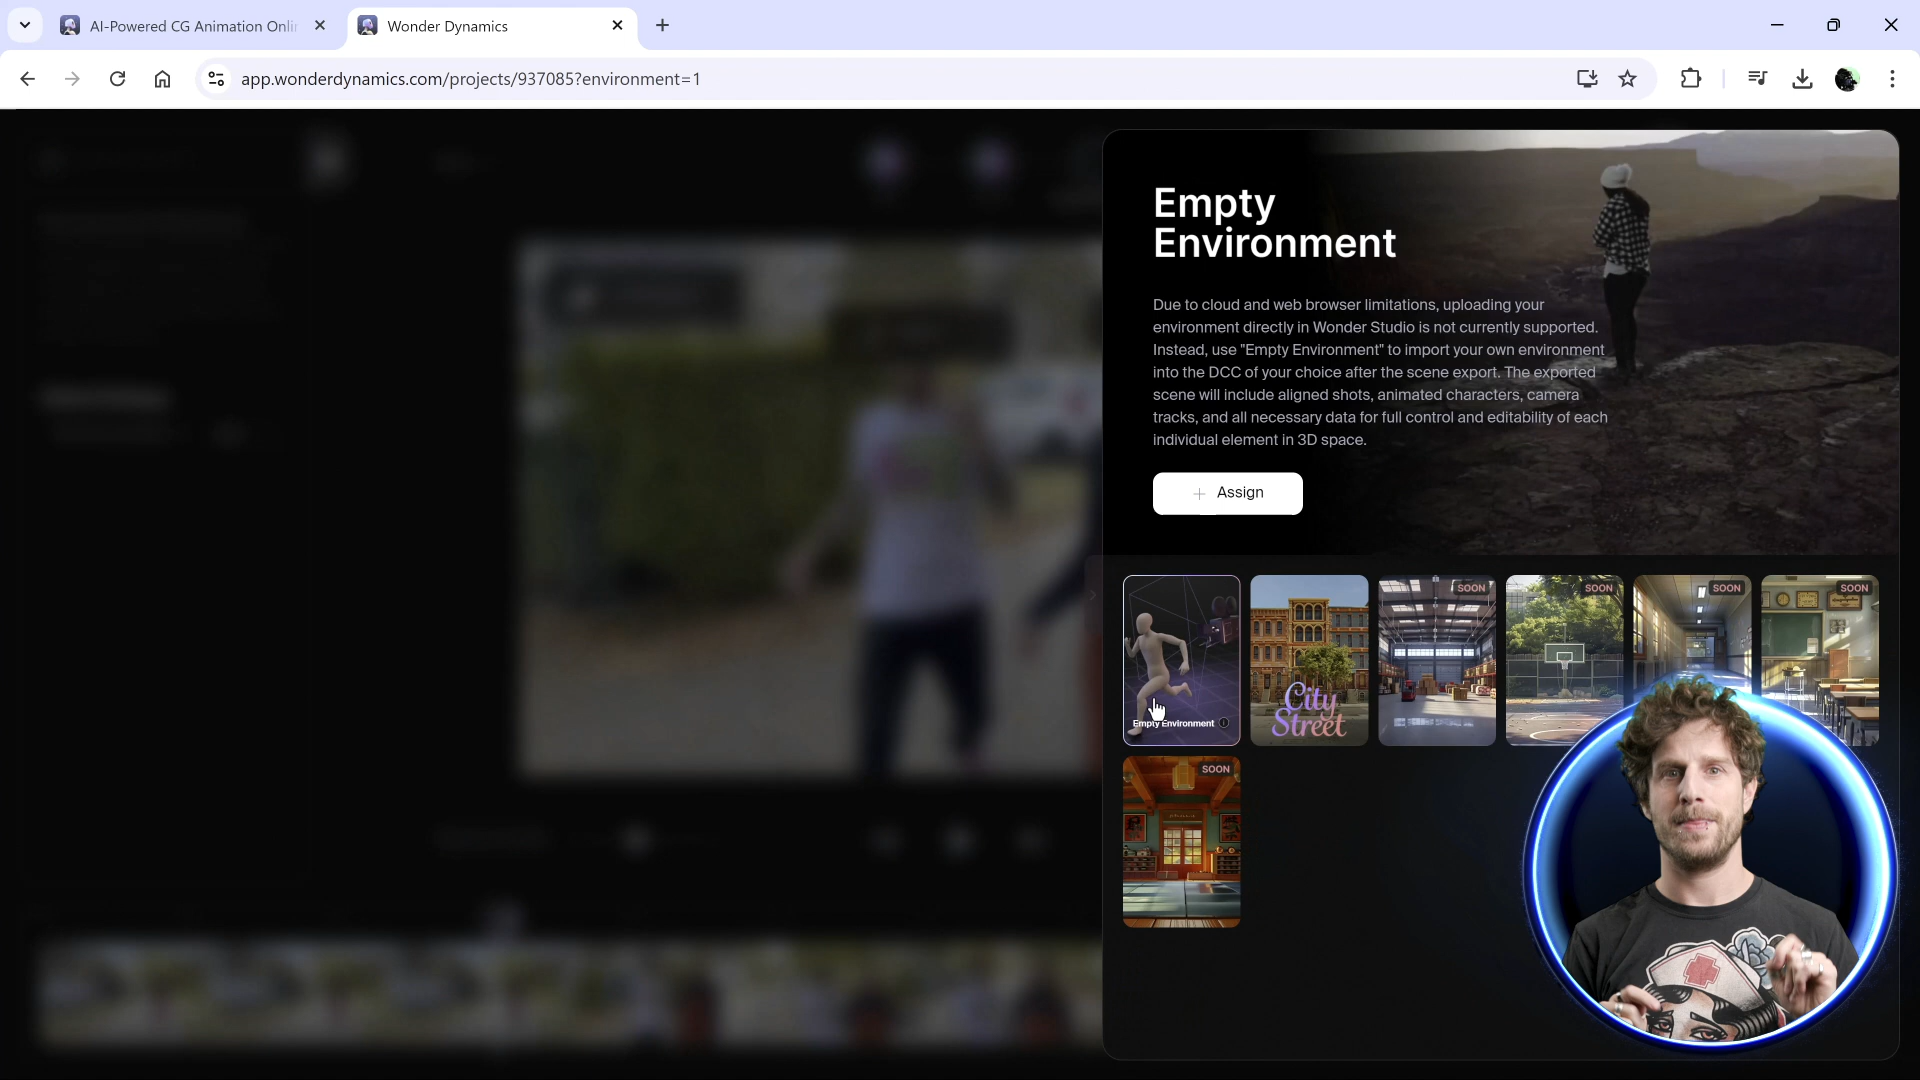 AI-Powered CG Animation Onli
Wonder Dynamics
app.wonderdynamics.com/projects/937085?environment=1
Empty
Environment
Due to cloud and web browser limitations, uploading your
environment directly in Wonder Studio is not currently supported.
Instead, use "Empty Environment" to import your own environment
into the DCC of your choice after the scene export. The exported
scene will include aligned shots, animated characters, camera
tracks, and all necessary data for full control and editability of each
individual element in 3D space.
+ Assign
SOON
SOON
SOON
SOON
City
Street
Empty Environment
SOON